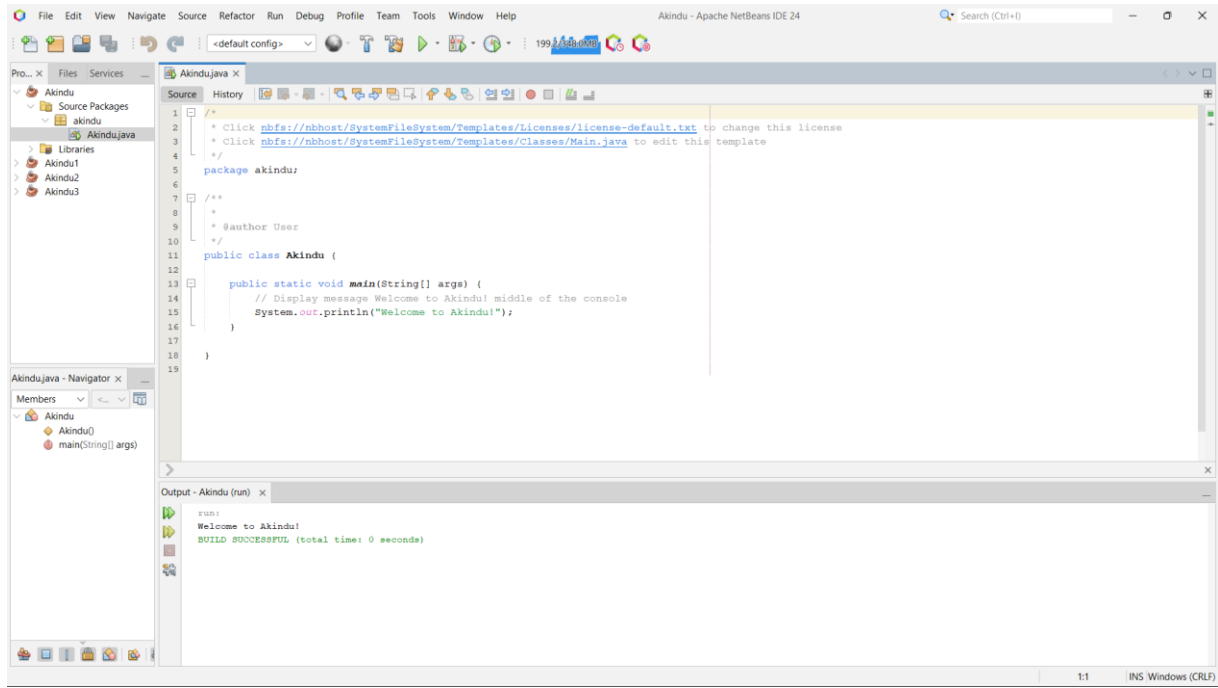 File Edit View Navigate Source Refactor Run Debug Profile Team Tools Window Help
Akindu - Apache NetBeans IDE 24
Search (Ctrl+I)
<default config>
199.2/348.0MB
Pro... Files Services
Akindu
Source Packages
akindu
Akindu.java
Libraries
Akindu1
Akindu2
Akindu3
Akindu.java
Source History
1 /*
2 * Click nbfs://nbhost/SystemFileSystem/Templates/Licenses/license-default.txt to change this license
3 * Click nbfs://nbhost/SystemFileSystem/Templates/Classes/Main.java to edit this template
4 */
5 package akindu;
6
7 /**
8 *
9 * @author User
10 */
11 public class Akindu {
12
13 public static void main(String[] args) {
14 // Display message Welcome to Akindu! middle of the console
15 System.out.println("Welcome to Akindu!");
16 }
17
18 }
19
Akindu.java - Navigator
Members <...
Akindu
Akindu()
main(String[] args)
Output - Akindu (run)
run:
Welcome to Akindu!
BUILD SUCCESSFUL (total time: 0 seconds)
1:1 INS Windows (CRLF)